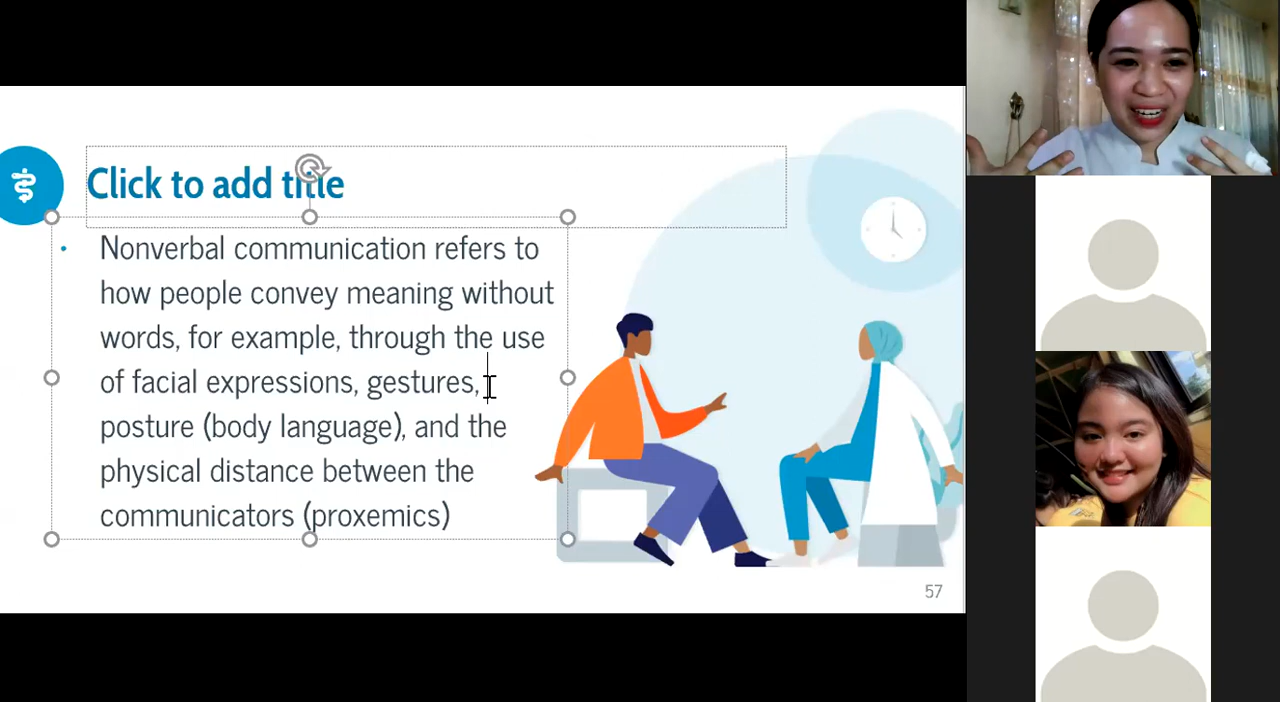 Click to add title
• Nonverbal communication refers to
how people convey meaning without
words, for example, through the use
of facial expressions, gestures,
posture (body language), and the
physical distance between the
communicators (proxemics)
57